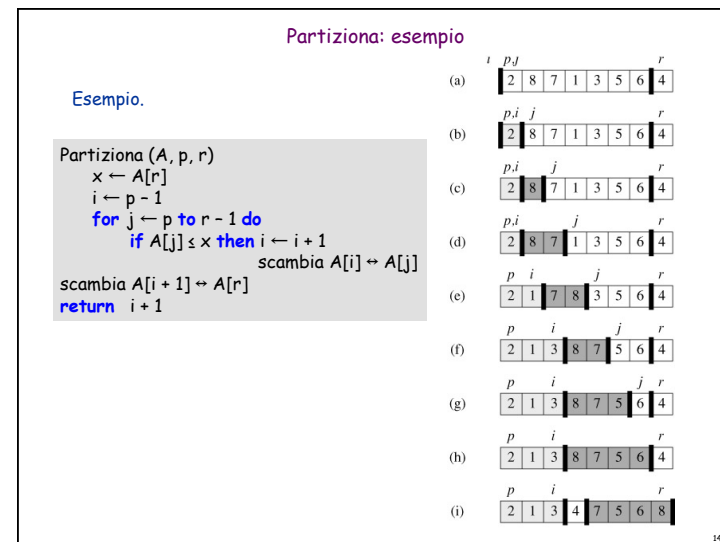 Partiziona: esempio
Esempio.
Partiziona (A, p, r)
x ← A[r]
i ← p – 1
for j ← p to r – 1 do
if A[j] ≤ x then i ← i + 1
scambia A[i] ↔ A[j]
scambia A[i + 1] ↔ A[r]
return i + 1
i p,j r
(a) 2 8 7 1 3 5 6 4
p,i j r
(b) 2 8 7 1 3 5 6 4
p,i j r
(c) 2 8 7 1 3 5 6 4
p,i j r
(d) 2 8 7 1 3 5 6 4
p i j r
(e) 2 1 7 8 3 5 6 4
p i j r
(f) 2 1 3 8 7 5 6 4
p i j r
(g) 2 1 3 8 7 5 6 4
p i r
(h) 2 1 3 8 7 5 6 4
p i r
(i) 2 1 3 4 7 5 6 8